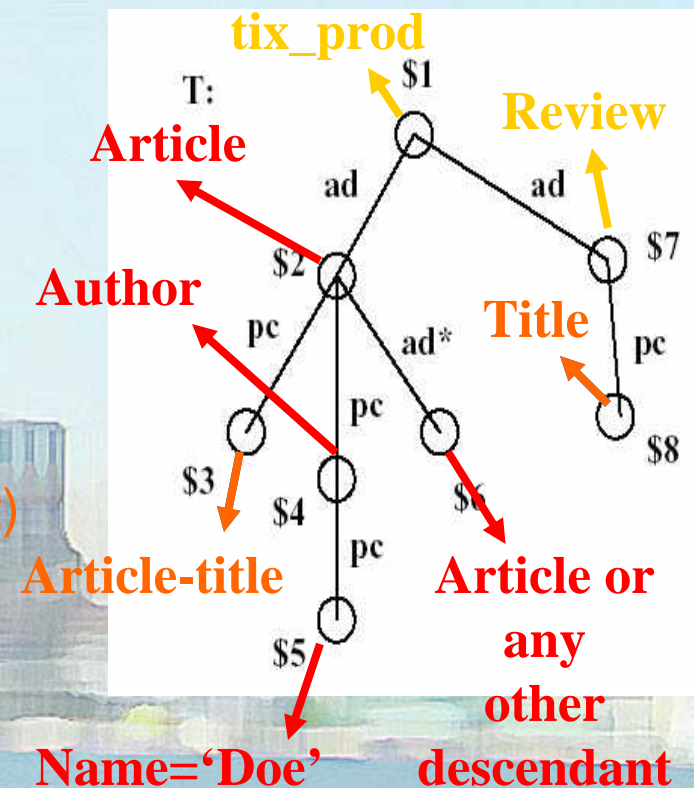 tix_prod
T:
$1
Review
Article
ad
ad
$2
$7
Author
pc
ad*
Title
pc
pc
$3
$4
$6
$8
)
pc
Article-title
Article or
any
other
descendant
$5
Name=‘Doe’